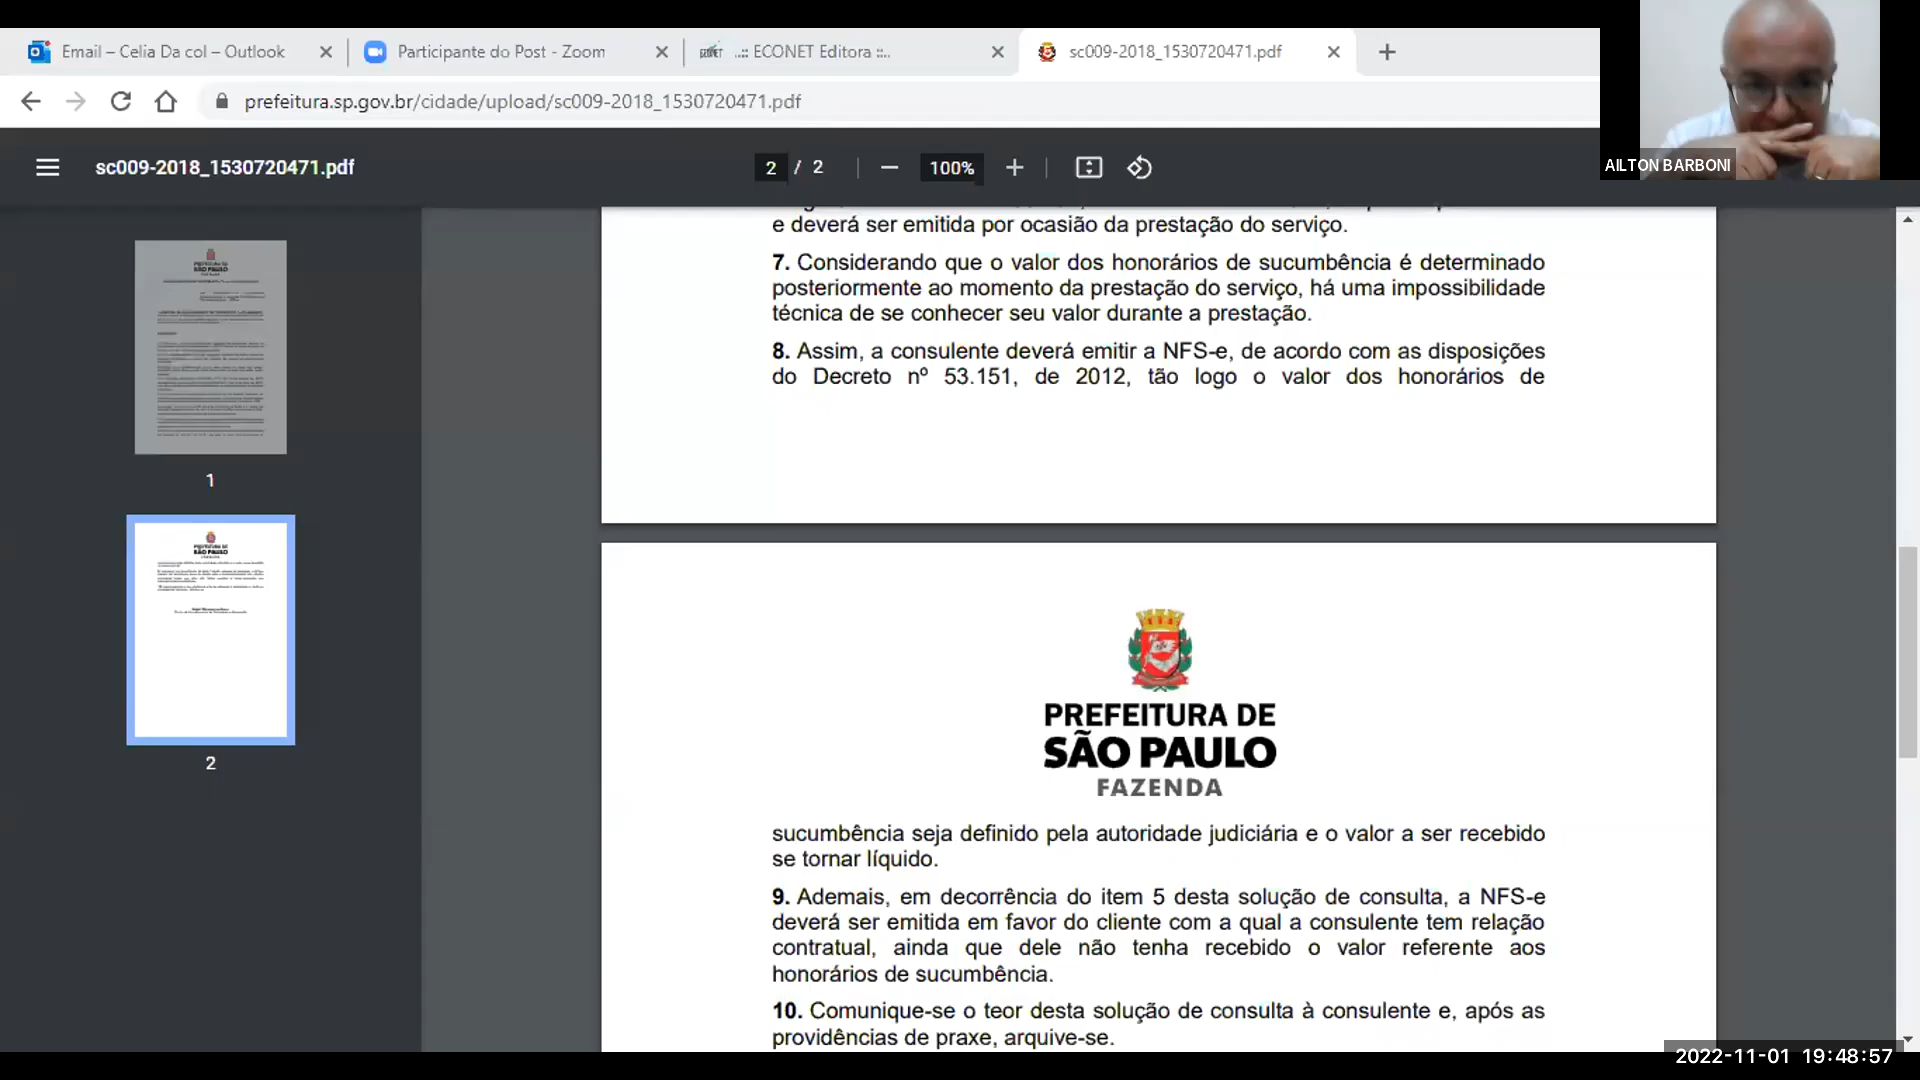 Email – Celia Da col – Outlook
Participante do Post - Zoom
..:: ECONET Editora ::..
sc009-2018_1530720471.pdf
prefeitura.sp.gov.br/cidade/upload/sc009-2018_1530720471.pdf
AILTON BARBONI
sc009-2018_1530720471.pdf
2 / 2
100%
e deverá ser emitida por ocasião da prestação do serviço.
7. Considerando que o valor dos honorários de sucumbência é determinado
posteriormente ao momento da prestação do serviço, há uma impossibilidade
técnica de se conhecer seu valor durante a prestação.
8. Assim, a consulente deverá emitir a NFS-e, de acordo com as disposições
do Decreto nº 53.151, de 2012, tão logo o valor dos honorários de
PREFEITURA DE
SÃO PAULO
FAZENDA
sucumbência seja definido pela autoridade judiciária e o valor a ser recebido
se tornar líquido.
9. Ademais, em decorrência do item 5 desta solução de consulta, a NFS-e
deverá ser emitida em favor do cliente com a qual a consulente tem relação
contratual, ainda que dele não tenha recebido o valor referente aos
honorários de sucumbência.
10. Comunique-se o teor desta solução de consulta à consulente e, após as
providências de praxe, arquive-se.
PREFEITURA DE
SÃO PAULO
1
PREFEITURA DE
SÃO PAULO
2
2022-11-01 19:48:57